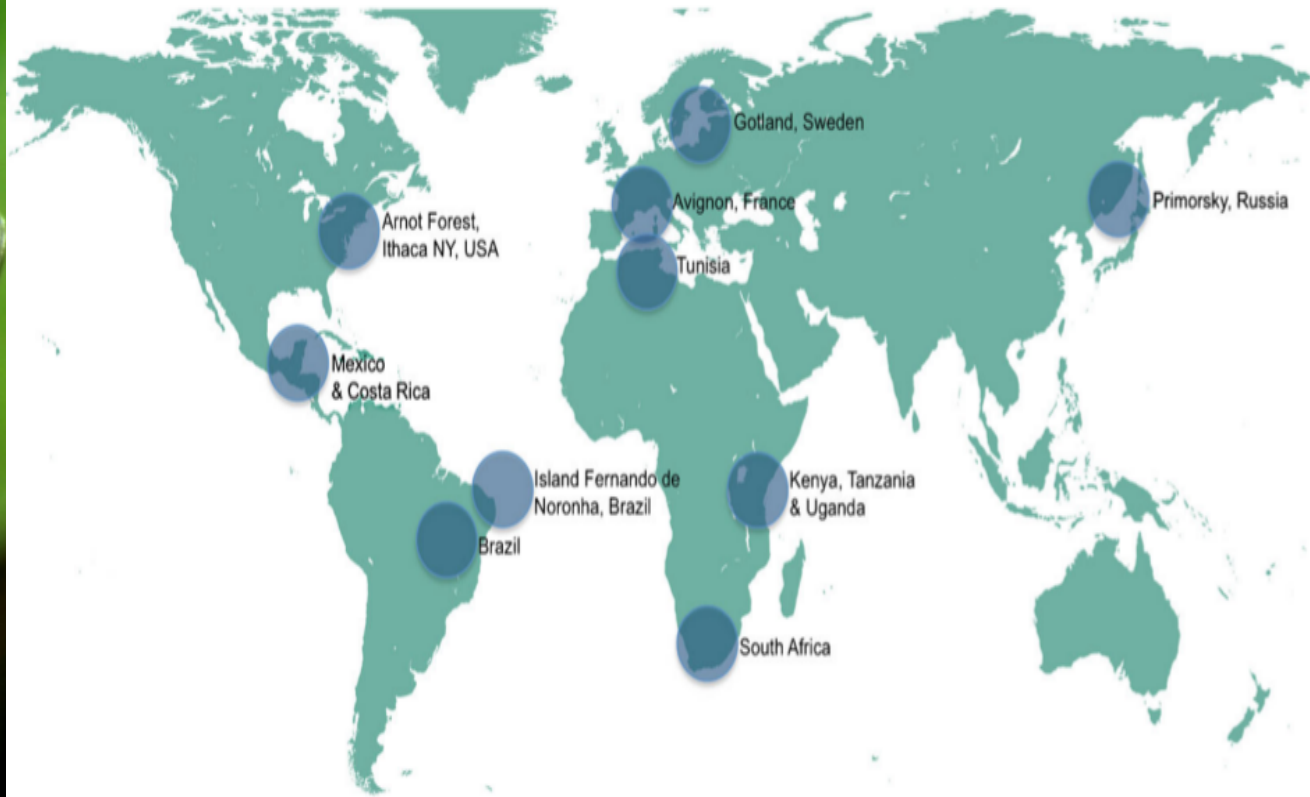 Gotland, Sweden
Avignon, France
Primorsky, Russia
Arnot Forest,
Ithaca NY, USA
Tunisia
Mexico
& Costa Rica
Island Fernando de
Noronha, Brazil
Kenya, Tanzania
& Uganda
Brazil
South Africa